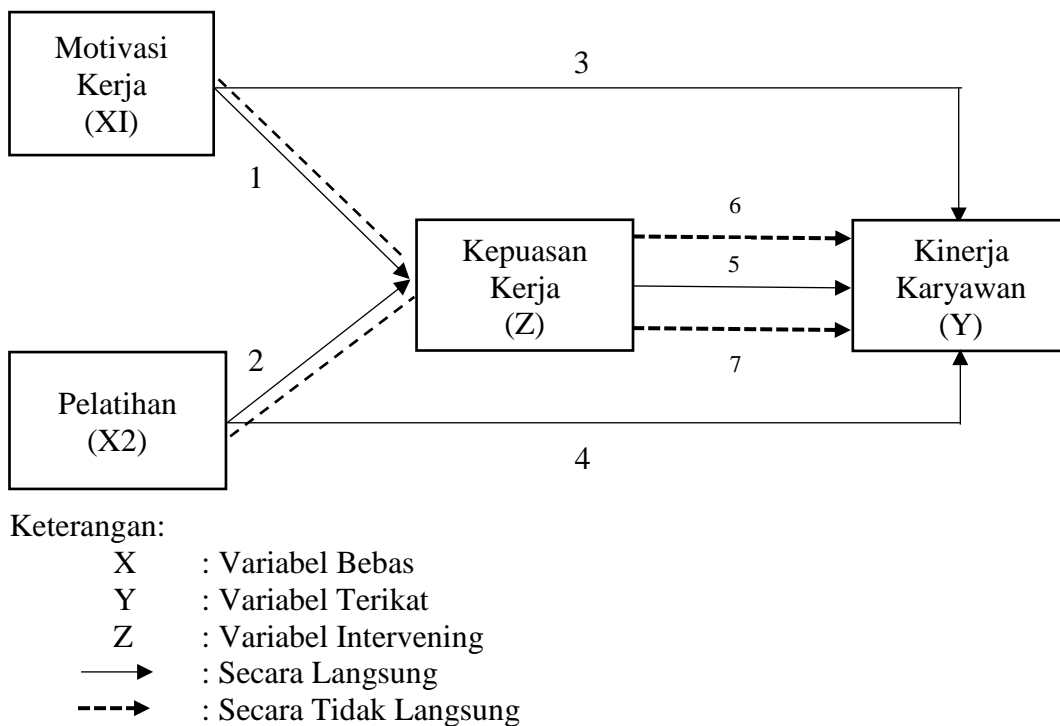 Motivasi
Kerja
(XI)
3
1
Kepuasan
Kerja
(Z)
6
5
7
Kinerja
Karyawan
(Y)
2
Pelatihan
(X2)
4
Keterangan:
X : Variabel Bebas
Y : Variabel Terikat
Z : Variabel Intervening
: Secara Langsung
: Secara Tidak Langsung